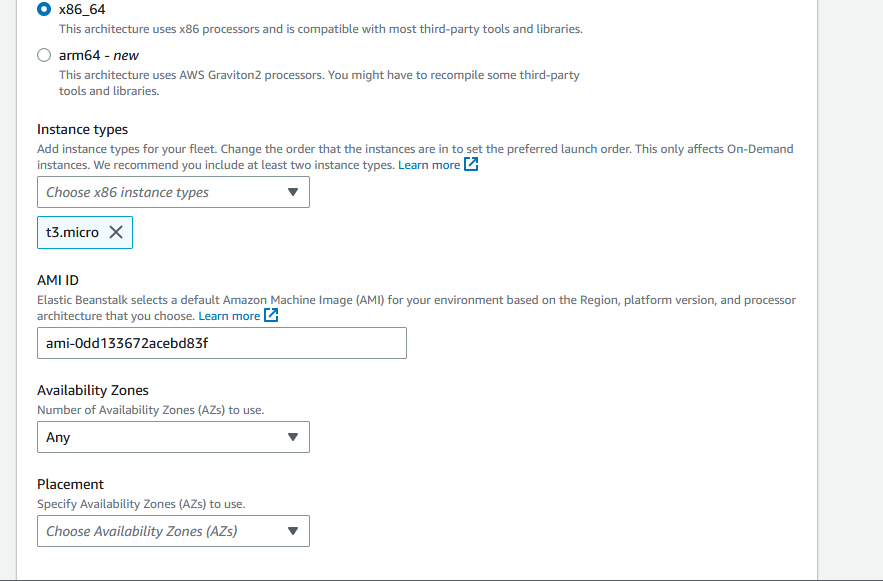 x86_64
This architecture uses x86 processors and is compatible with most third-party tools and libraries.
arm64 - new
This architecture uses AWS Graviton2 processors. You might have to recompile some third-party
tools and libraries.
Instance types
Add instance types for your fleet. Change the order that the instances are in to set the preferred launch order. This only affects On-Demand
instances. We recommend you include at least two instance types. Learn more
Choose x86 instance types
t3.micro
AMI ID
Elastic Beanstalk selects a default Amazon Machine Image (AMI) for your environment based on the Region, platform version, and processor
architecture that you choose. Learn more
ami-0dd133672acebd83f
Availability Zones
Number of Availability Zones (AZs) to use.
Any
Placement
Specify Availability Zones (AZs) to use.
Choose Availability Zones (AZs)